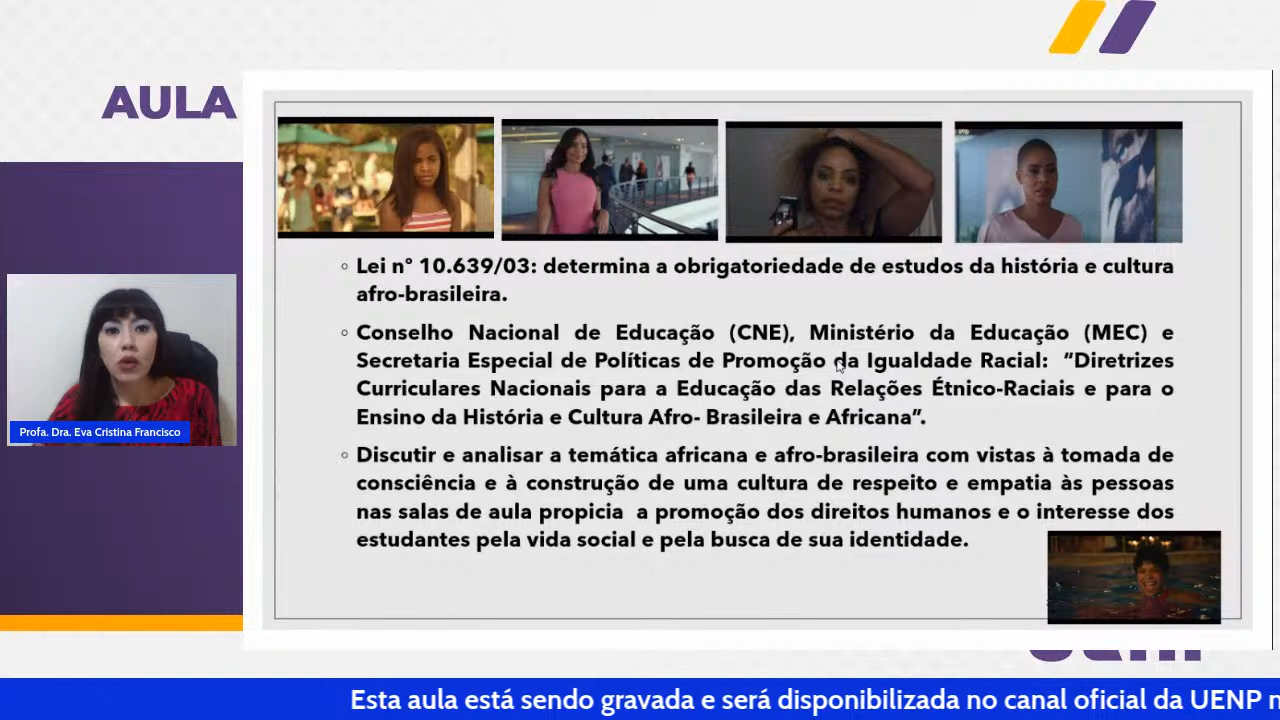 AULA
Lei nº 10.639/03: determina a obrigatoriedade de estudos da história e cultura
afro-brasileira.
Conselho Nacional de Educação (CNE), Ministério da Educação (MEC) e
Secretaria Especial de Políticas de Promoção da Igualdade Racial: “Diretrizes
Curriculares Nacionais para a Educação das Relações Étnico-Raciais e para o
Ensino da História e Cultura Afro- Brasileira e Africana”.
Discutir e analisar a temática africana e afro-brasileira com vistas à tomada de
consciência e à construção de uma cultura de respeito e empatia às pessoas
nas salas de aula propicia a promoção dos direitos humanos e o interesse dos
estudantes pela vida social e pela busca de sua identidade.
Profa. Dra. Eva Cristina Francisco
Esta aula está sendo gravada e será disponibilizada no canal oficial da UENP